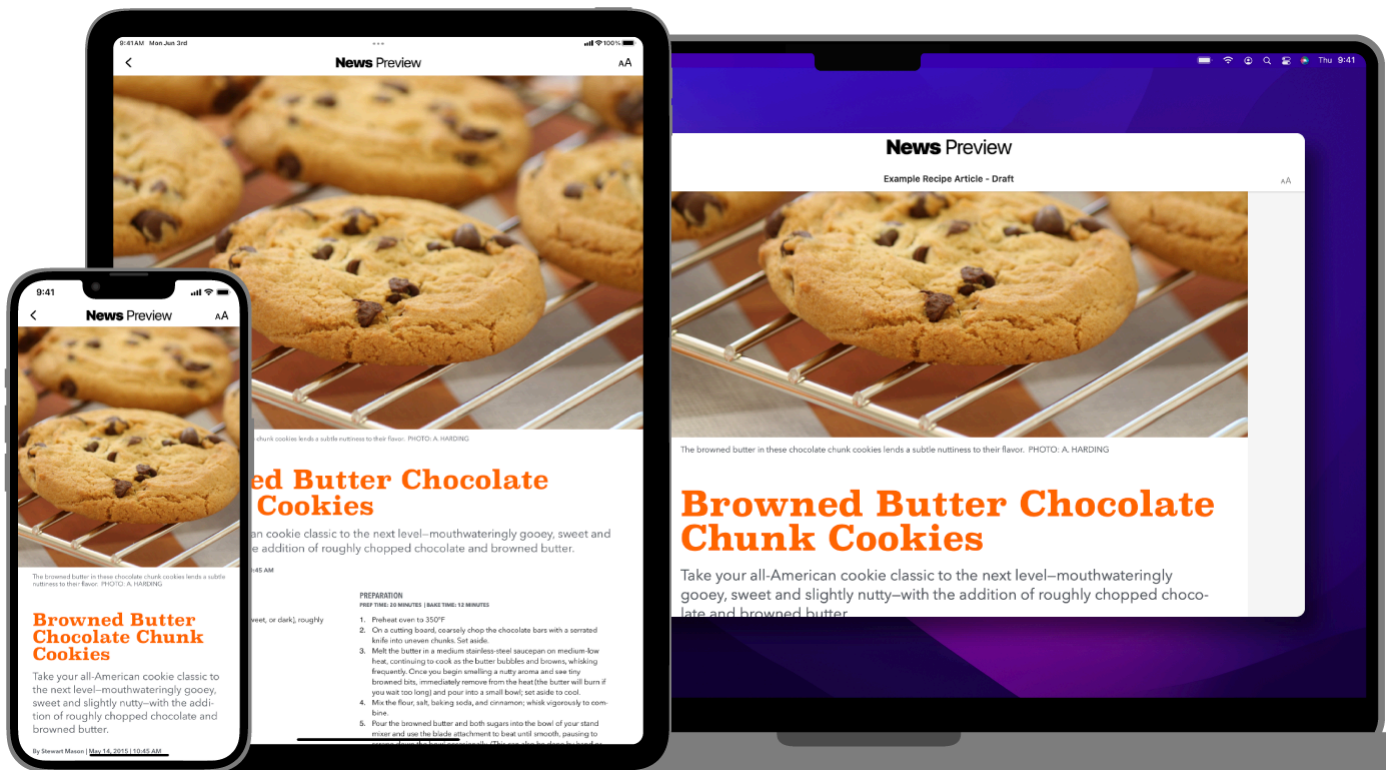 9:41
News Preview
AA
The browned butter in these chocolate chunk cookies lends a subtle
nuttiness to their flavor. PHOTO: A. HARDING
Browned Butter
Chocolate Chunk
Cookies
Take your all-American cookie classic to
the next level—mouthwateringly gooey,
sweet and slightly nutty—with the addi-
tion of roughly chopped chocolate and
browned butter.
By Stewart Mason | May 14, 2015 | 10:45 AM
9:41AM Mon Jun 3rd
100%
News Preview
AA
chunk cookies lends a subtle nuttiness to their flavor. PHOTO: A. HARDING
ed Butter Chocolate
Cookies
an cookie classic to the next level—mouthwateringly gooey, sweet and
e addition of roughly chopped chocolate and browned butter.
:45 AM
weet, or dark), roughly
PREPARATION
PREP TIME: 20 MINUTES | BAKE TIME: 12 MINUTES
1. Preheat oven to 350°F
2. On a cutting board, coarsely chop the chocolate bars with a serrated
knife into uneven chunks. Set aside.
3. Melt the butter in a medium stainless-steel saucepan on medium-low
heat, continuing to cook as the butter bubbles and browns, whisking
frequently. Once you begin smelling a nutty aroma and see tiny
browned bits, immediately remove from the heat (the butter will burn if
you wait too long) and pour into a small bowl; set aside to cool.
4. Mix the flour, salt, baking soda, and cinnamon; whisk vigorously to com-
bine.
5. Pour the browned butter and both sugars into the bowl of your stand
mixer and use the blade attachment to beat until smooth, pausing to
Thu 9:41
News Preview
Example Recipe Article - Draft
AA
The browned butter in these chocolate chunk cookies lends a subtle nuttiness to their flavor. PHOTO: A. HARDING
Browned Butter Chocolate
Chunk Cookies
Take your all-American cookie classic to the next level—mouthwateringly
gooey, sweet and slightly nutty—with the addition of roughly chopped choco-
late and browned butter.